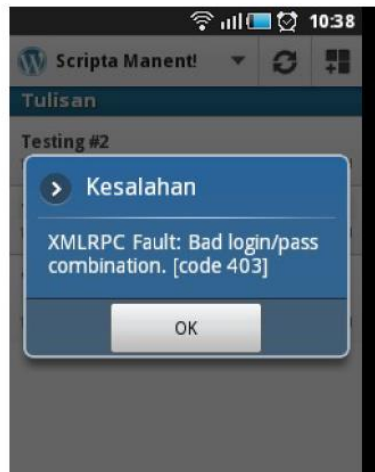 10:38
Scripta Manent!
Tulisan
Testing #2
Kesalahan
XMLRPC Fault: Bad login/pass
combination. [code 403]
OK